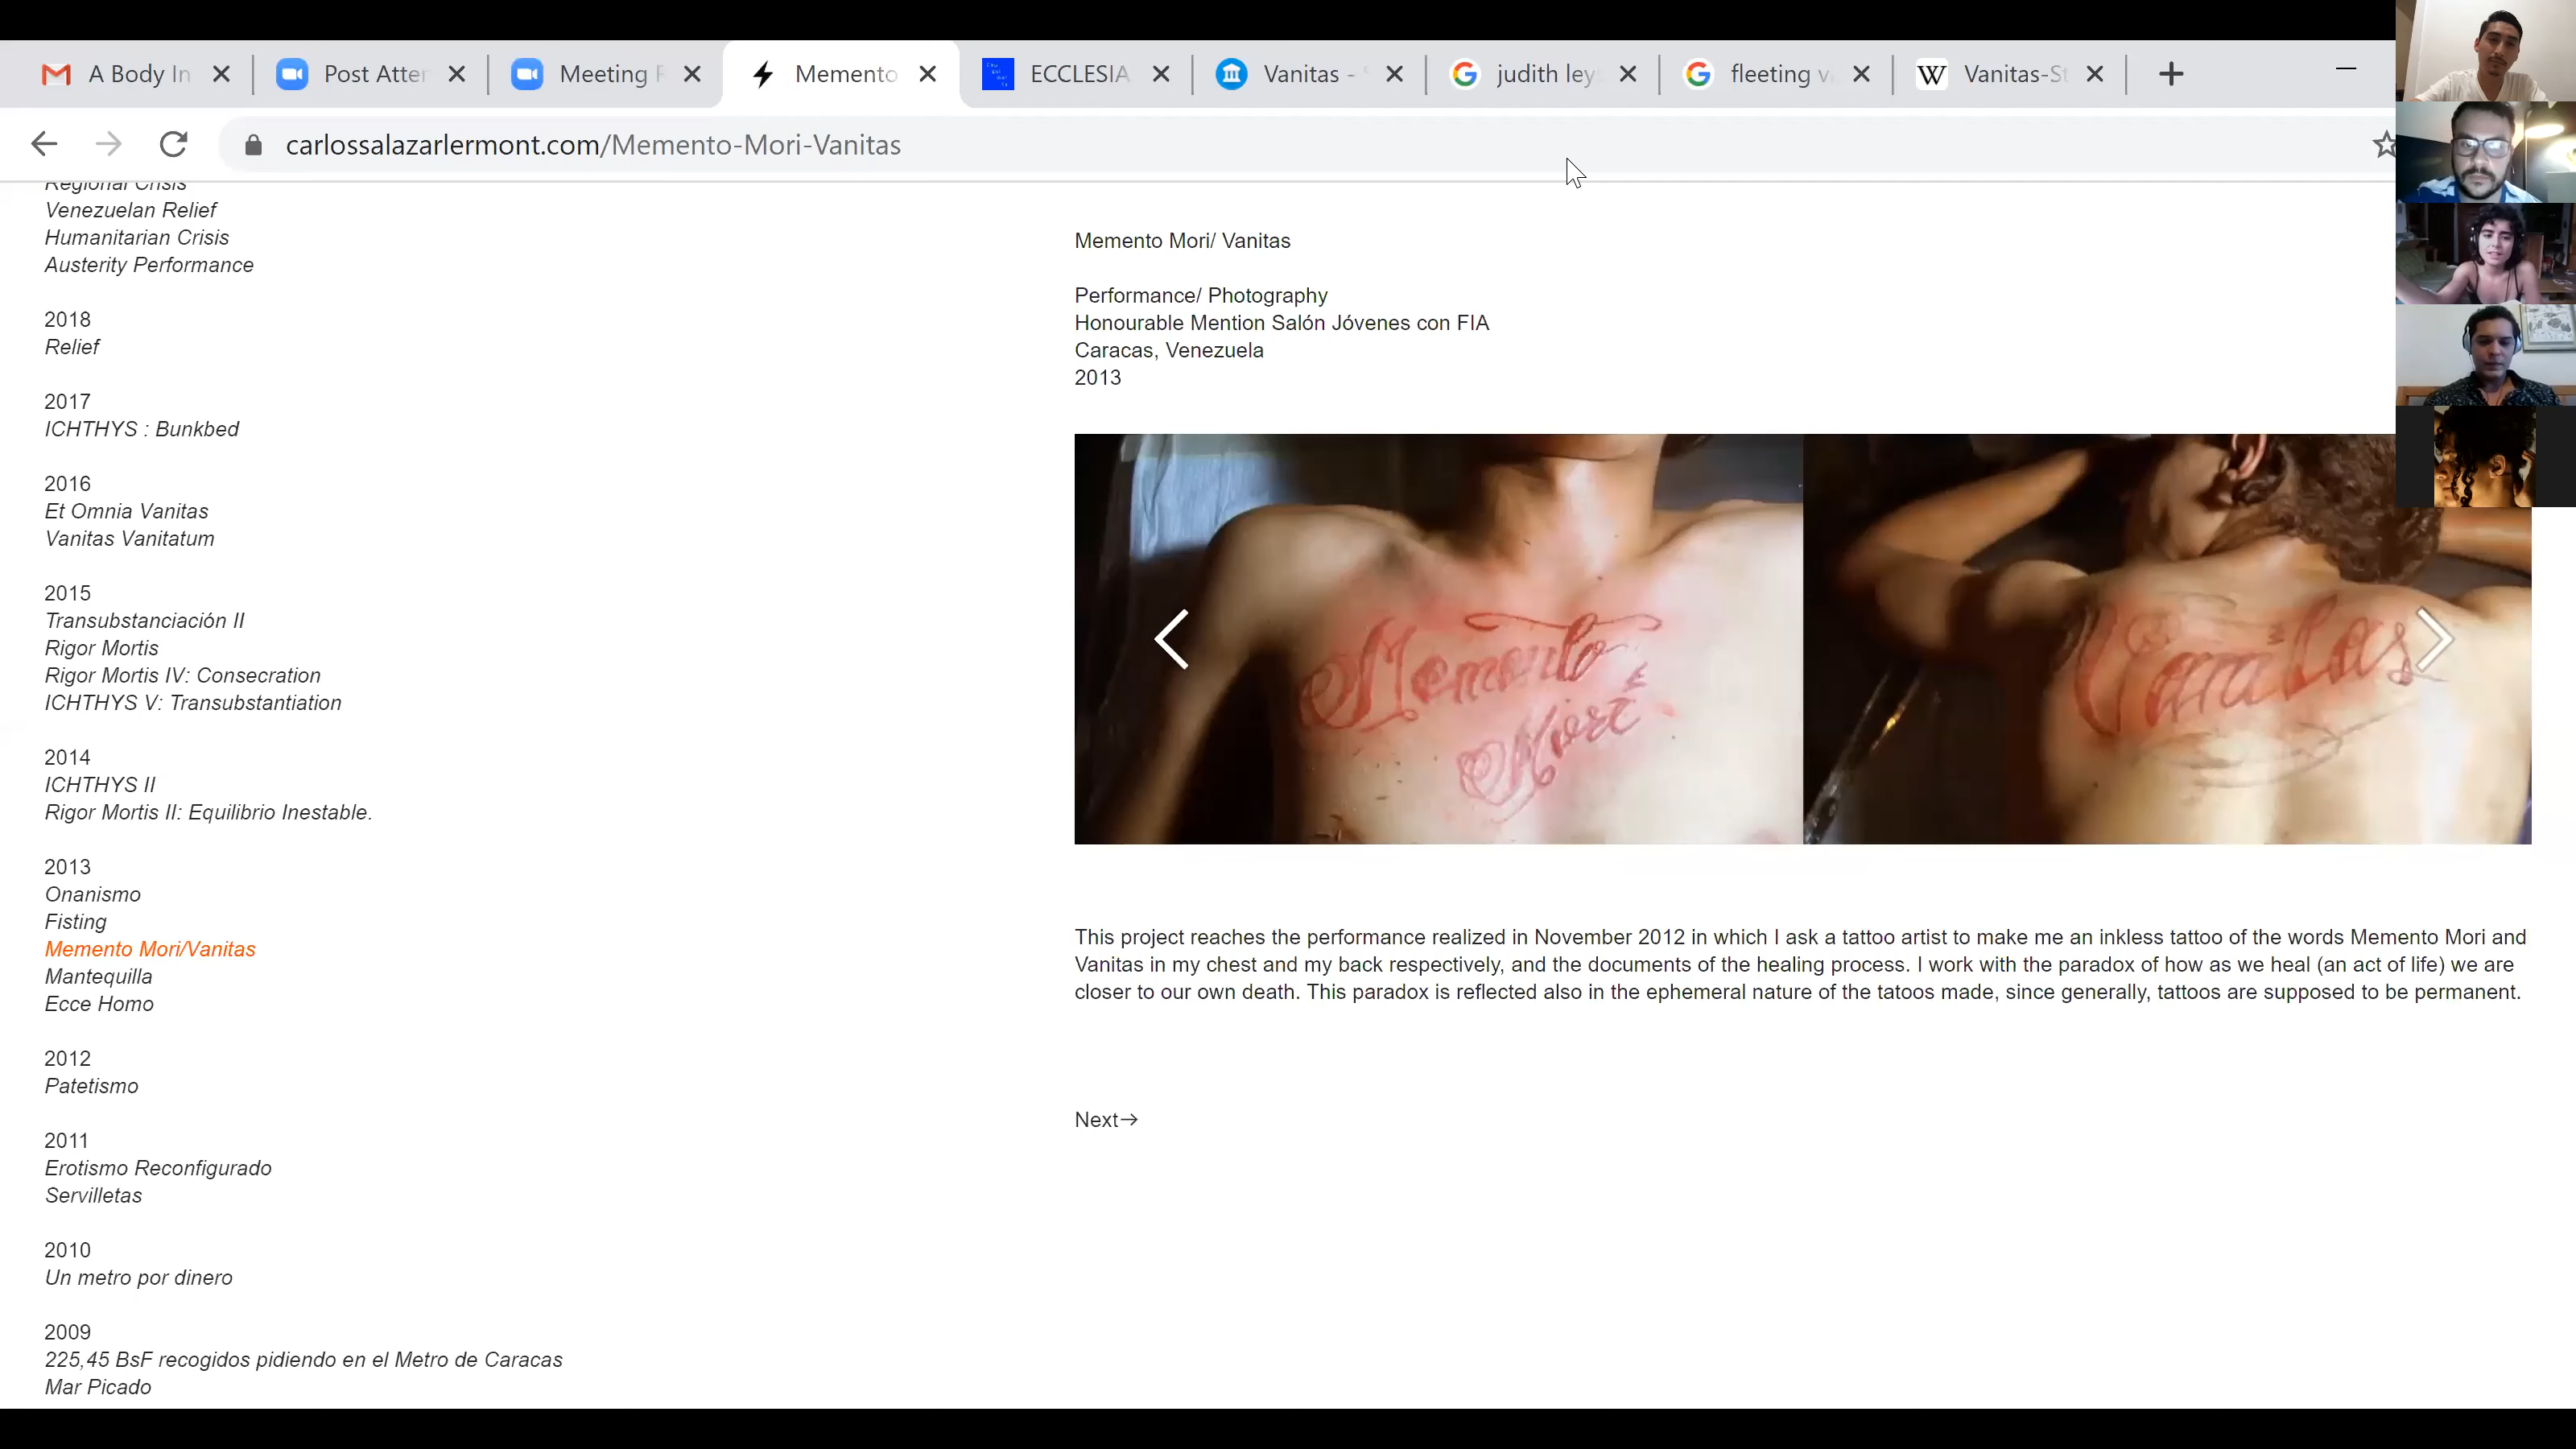 A Body In
Post Atter
Meeting
Memento
ECCLESIA
Vanitas -
judith ley
fleeting v
Vanitas-St
carlossalazarlermont.com/Memento-Mori-Vanitas
Regional Crisis
Venezuelan Relief
Humanitarian Crisis
Austerity Performance
2018
Relief
2017
ICHTHYS : Bunkbed
2016
Et Omnia Vanitas
Vanitas Vanitatum
2015
Transubstanciación II
Rigor Mortis
Rigor Mortis IV: Consecration
ICHTHYS V: Transubstantiation
2014
ICHTHYS II
Rigor Mortis II: Equilibrio Inestable.
2013
Onanismo
Fisting
Memento Mori/Vanitas
Mantequilla
Ecce Homo
2012
Patetismo
2011
Erotismo Reconfigurado
Servilletas
2010
Un metro por dinero
2009
225,45 BsF recogidos pidiendo en el Metro de Caracas
Mar Picado
Memento Mori/ Vanitas
Performance/ Photography
Honourable Mention Salón Jóvenes con FIA
Caracas, Venezuela
2013
Memento
Mori
Vanitas
This project reaches the performance realized in November 2012 in which I ask a tattoo artist to make me an inkless tattoo of the words Memento Mori and
Vanitas in my chest and my back respectively, and the documents of the healing process. I work with the paradox of how as we heal (an act of life) we are
closer to our own death. This paradox is reflected also in the ephemeral nature of the tatoos made, since generally, tattoos are supposed to be permanent.
Next→